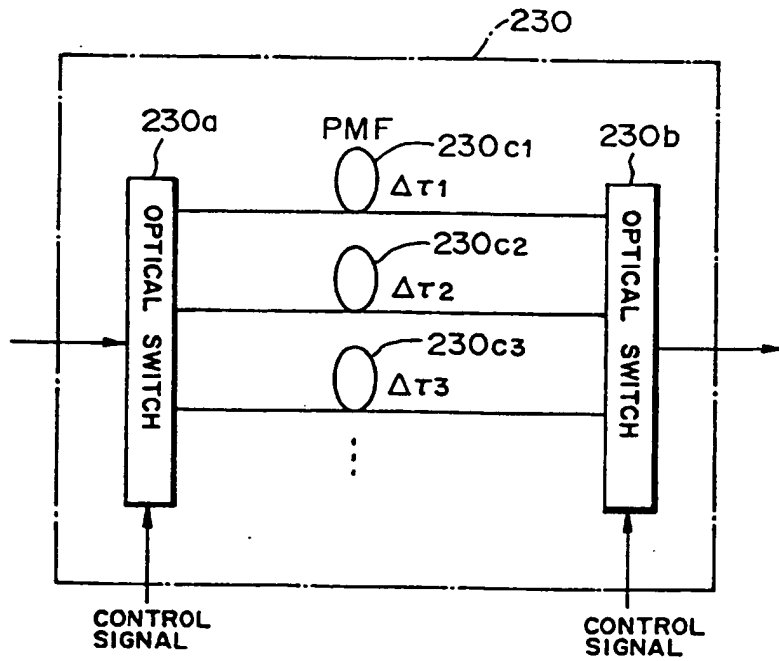 230
230a
PMF
230c1
230b
Δτ1
OPTICAL SWITCH
OPTICAL SWITCH
230c2
Δτ2
230c3
Δτ3
CONTROL
SIGNAL
CONTROL
SIGNAL